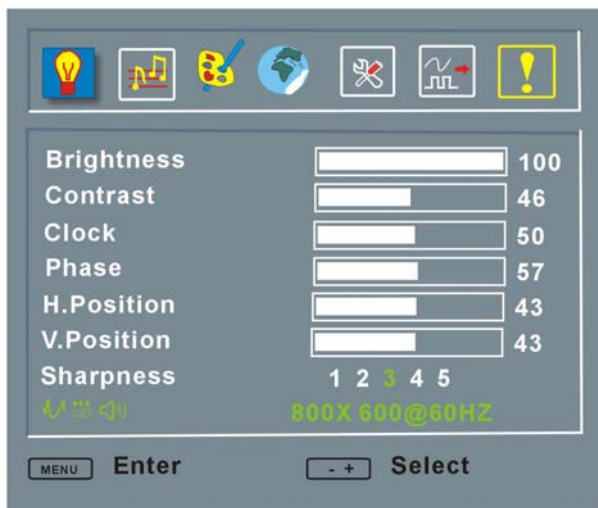 Brightness 100
Contrast 46
Clock 50
Phase 57
H.Position 43
V.Position 43
Sharpness 1 2 3 4 5
800X 600@60HZ
MENU Enter - + Select